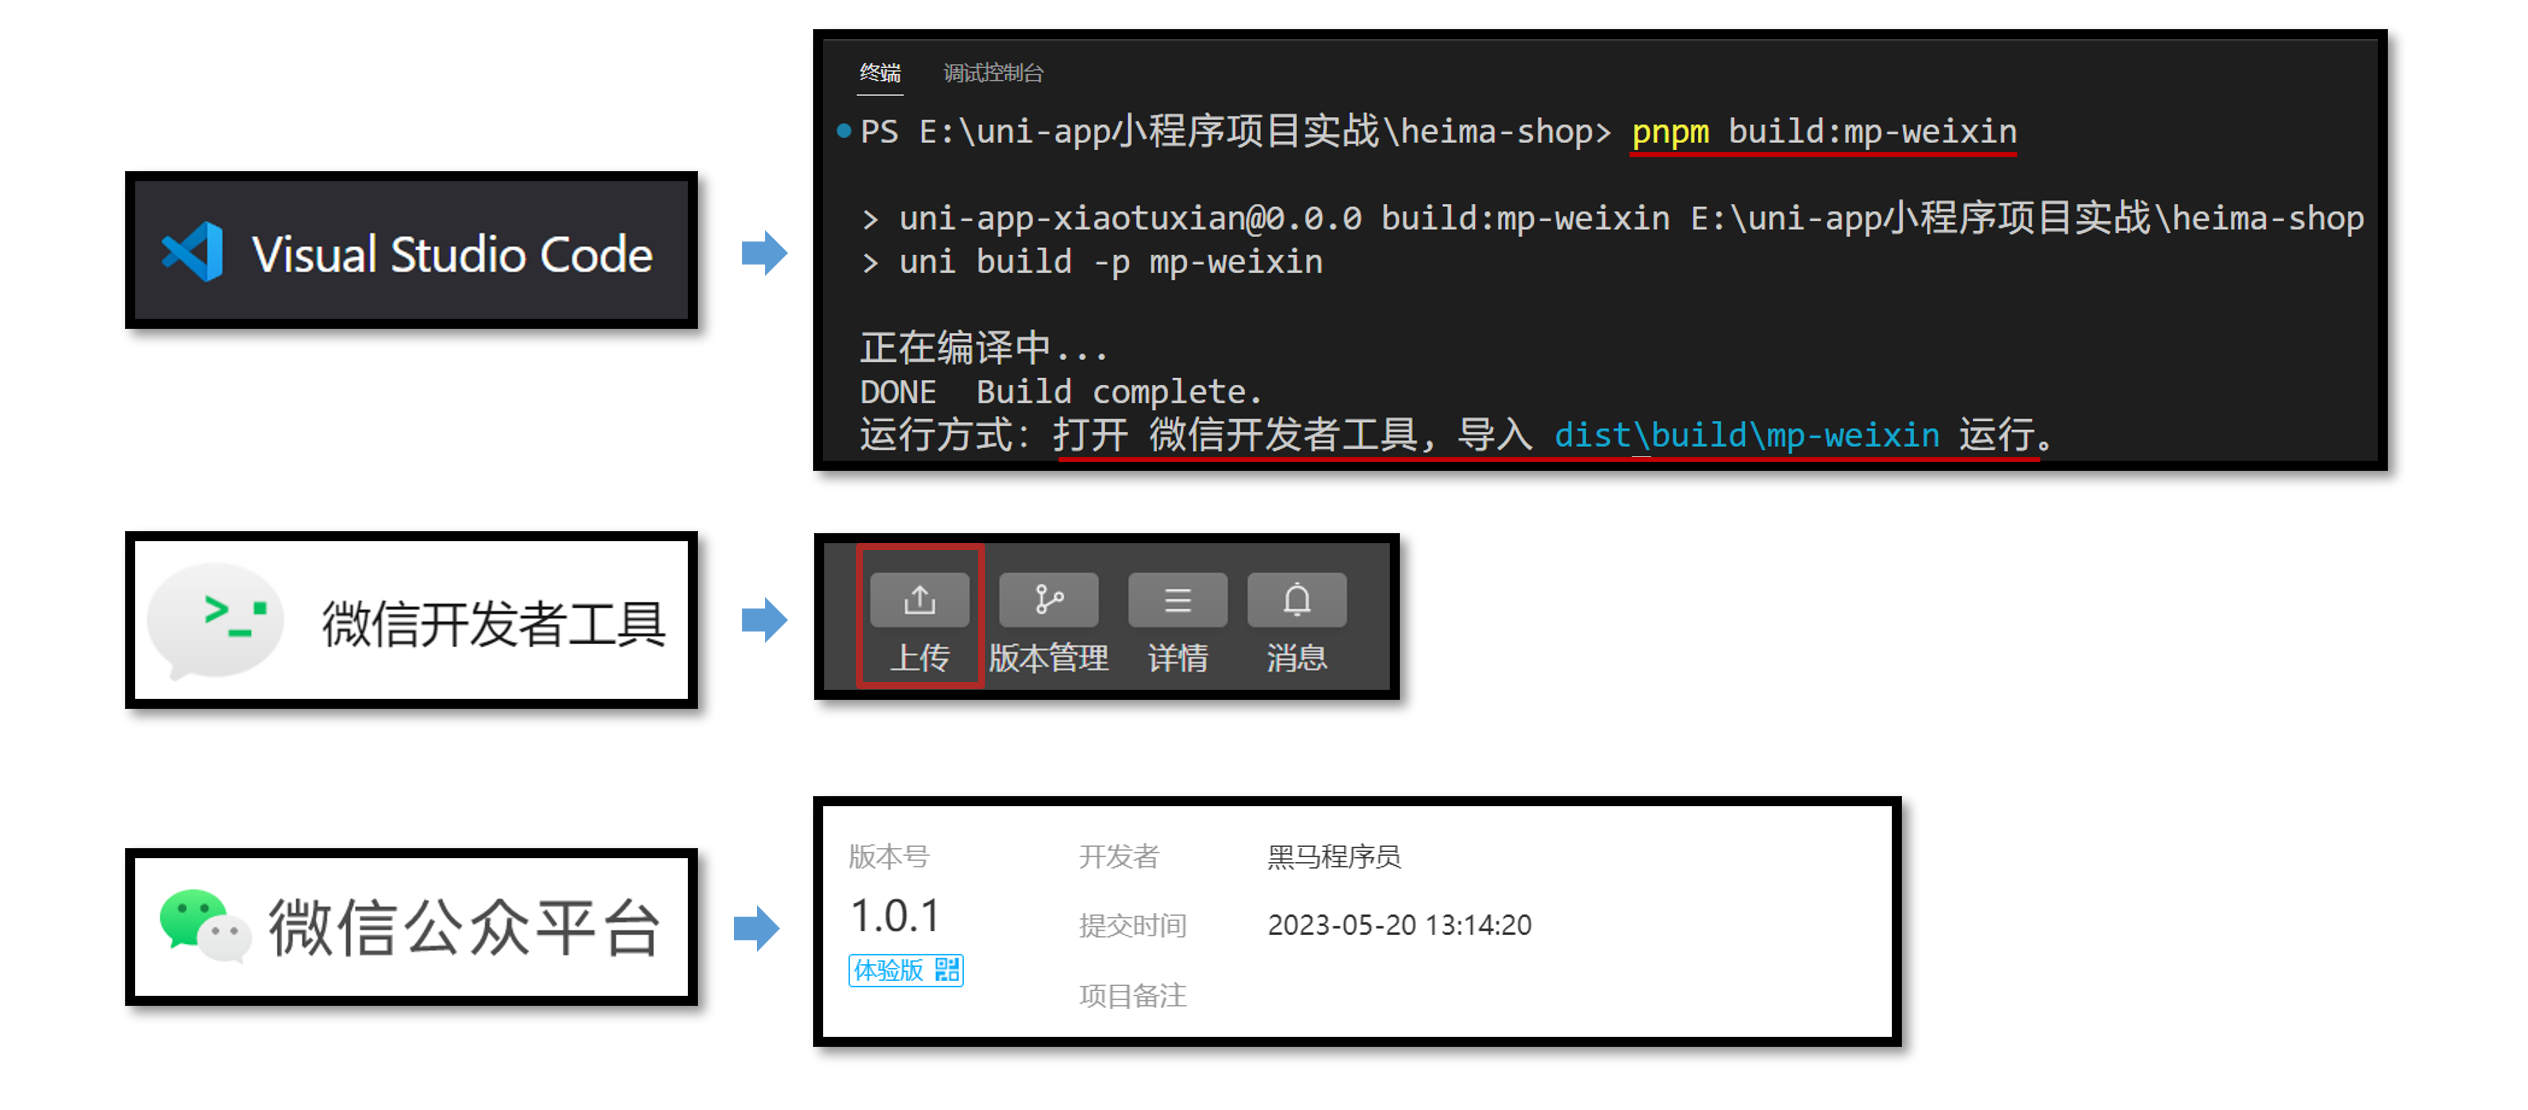 终端 调试控制台
PS E:\uni-app小程序项目实战\heima-shop> pnpm build:mp-weixin
> uni-app-xiaotuxian@0.0.0 build:mp-weixin E:\uni-app小程序项目实战\heima-shop
> uni build -p mp-weixin
正在编译中...
DONE  Build complete.
运行方式：打开 微信开发者工具，导入 dist\build\mp-weixin 运行。
Visual Studio Code
微信开发者工具
上传 版本管理 详情 消息
微信公众平台
版本号 开发者 黑马程序员
1.0.1 提交时间 2023-05-20 13:14:20
体验版
项目备注